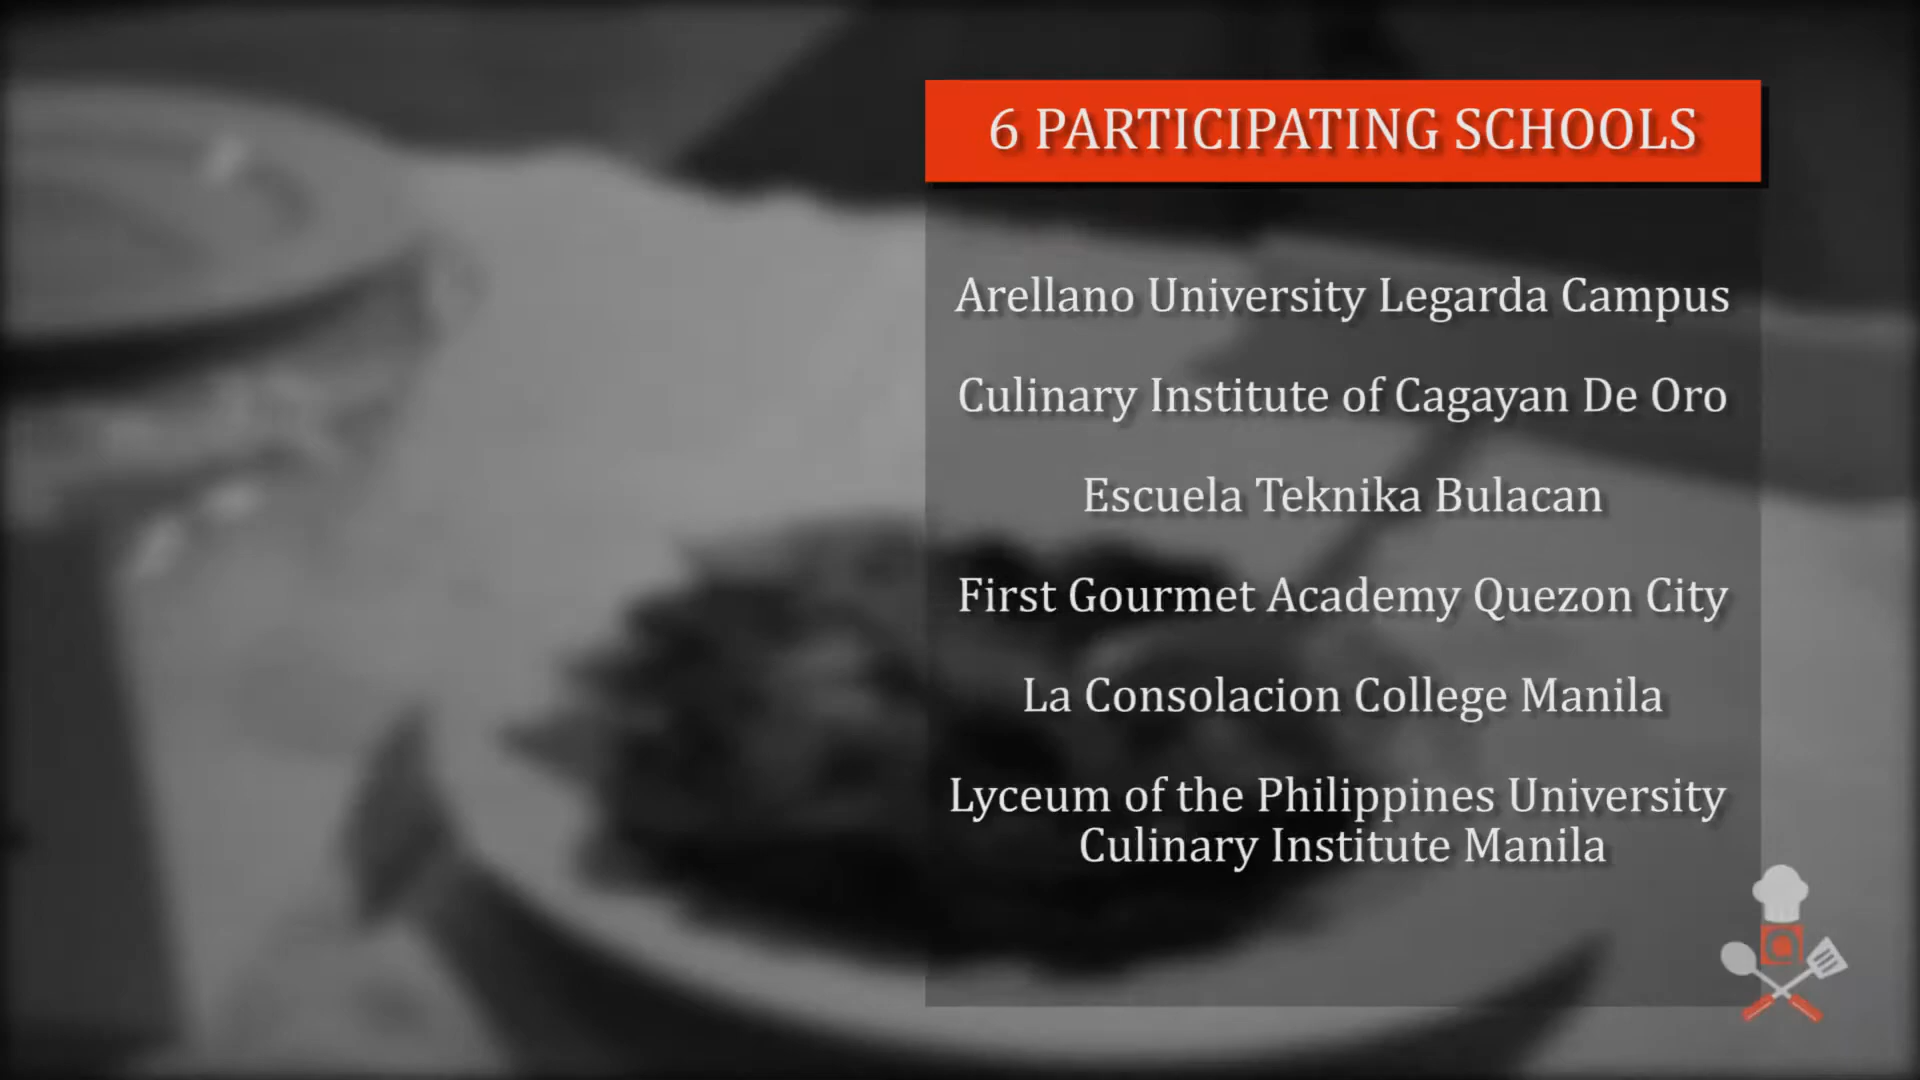 6 PARTICIPATING SCHOOLS
Arellano University Legarda Campus
Culinary Institute of Cagayan De Oro
Escuela Teknika Bulacan
First Gourmet Academy Quezon City
La Consolacion College Manila
Lyceum of the Philippines University
Culinary Institute Manila